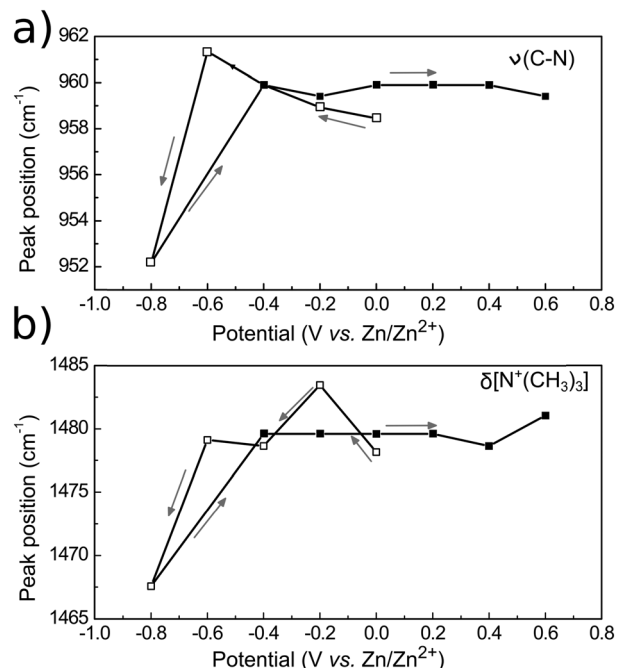 a)
ν(C-N)
Peak position (cm⁻¹)
962
960
958
956
954
952
-1.0 -0.8 -0.6 -0.4 -0.2 0.0 0.2 0.4 0.6 0.8
Potential (V vs. Zn/Zn²⁺)
b)
δ[N⁺(CH₃)₃]
Peak position (cm⁻¹)
1485
1480
1475
1470
1465
-1.0 -0.8 -0.6 -0.4 -0.2 0.0 0.2 0.4 0.6 0.8
Potential (V vs. Zn/Zn²⁺)